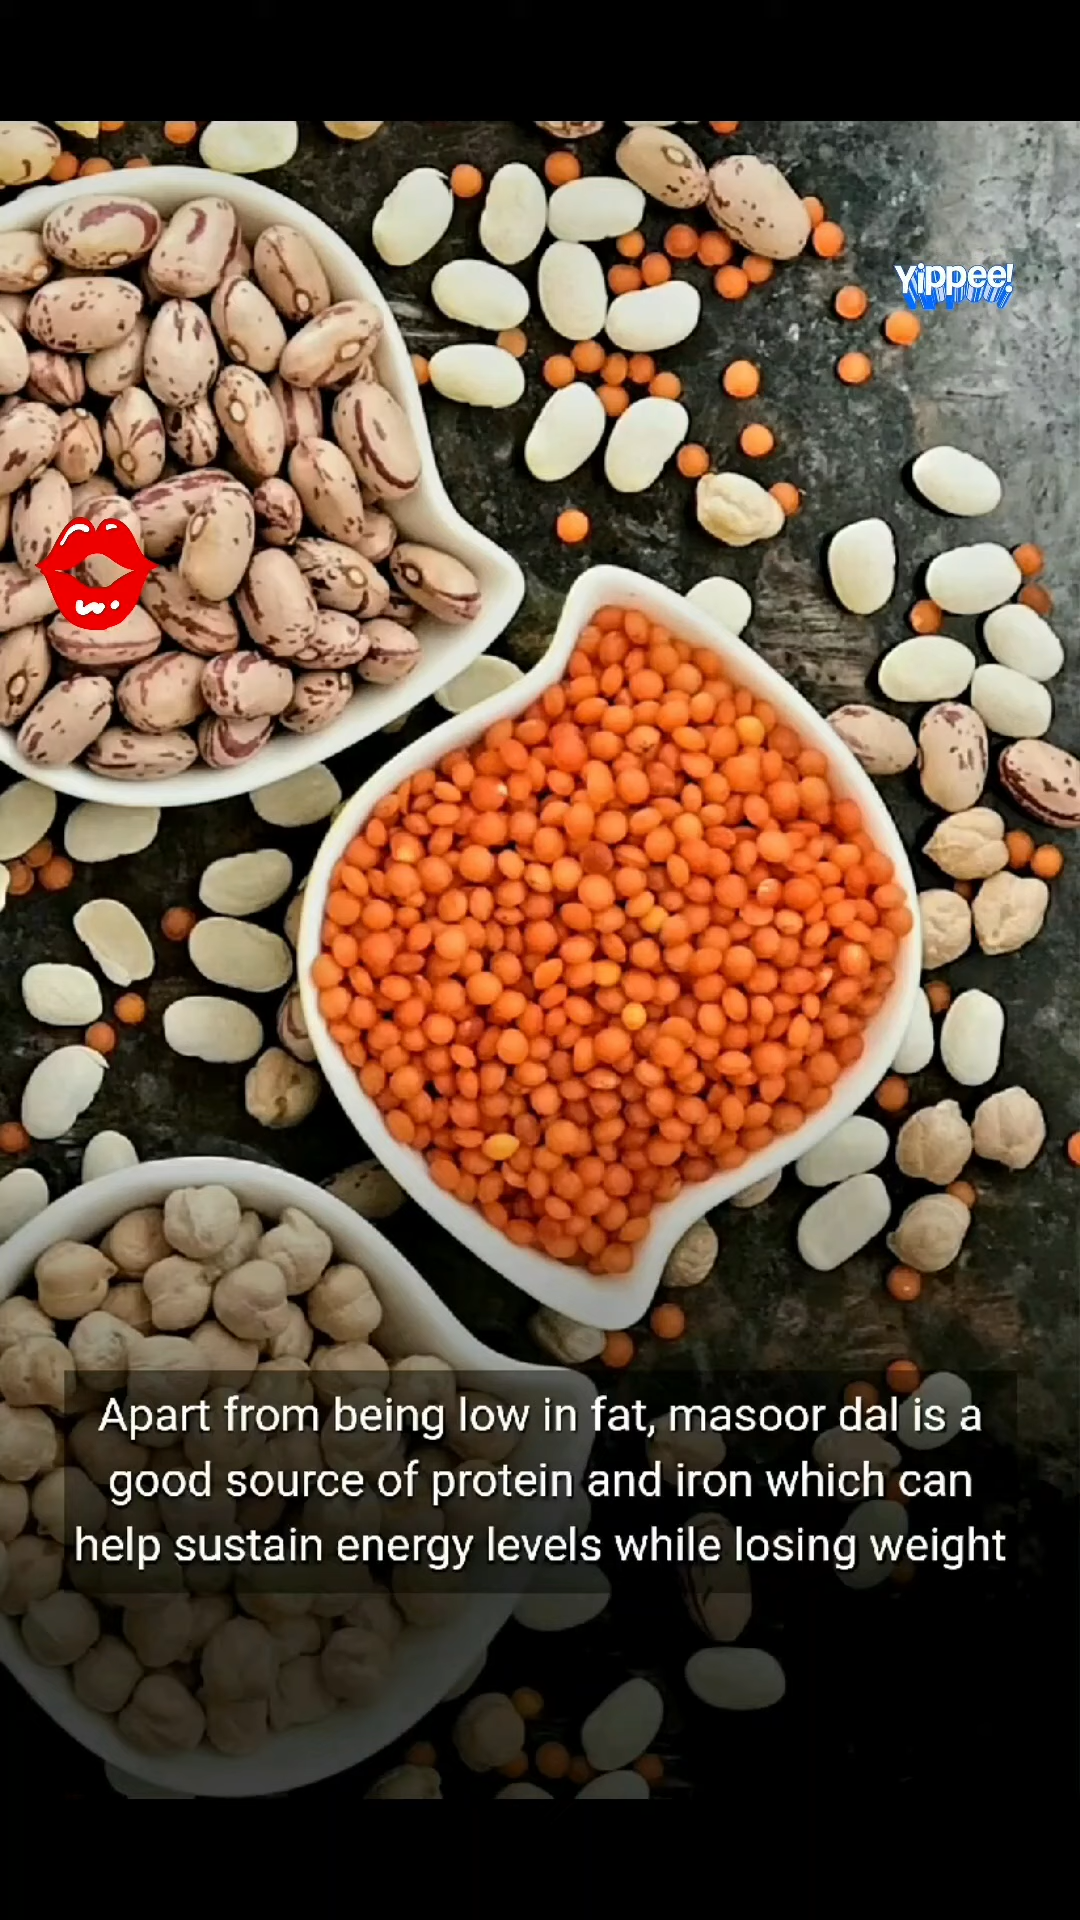 Yippee!
Apart from being low in fat, masoor dal is a
good source of protein and iron which can
help sustain energy levels while losing weight